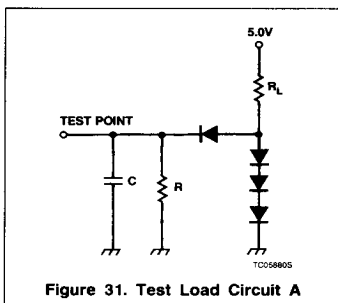 5.0V
RL
TEST POINT
C
R
TC05880S
Figure 31. Test Load Circuit A